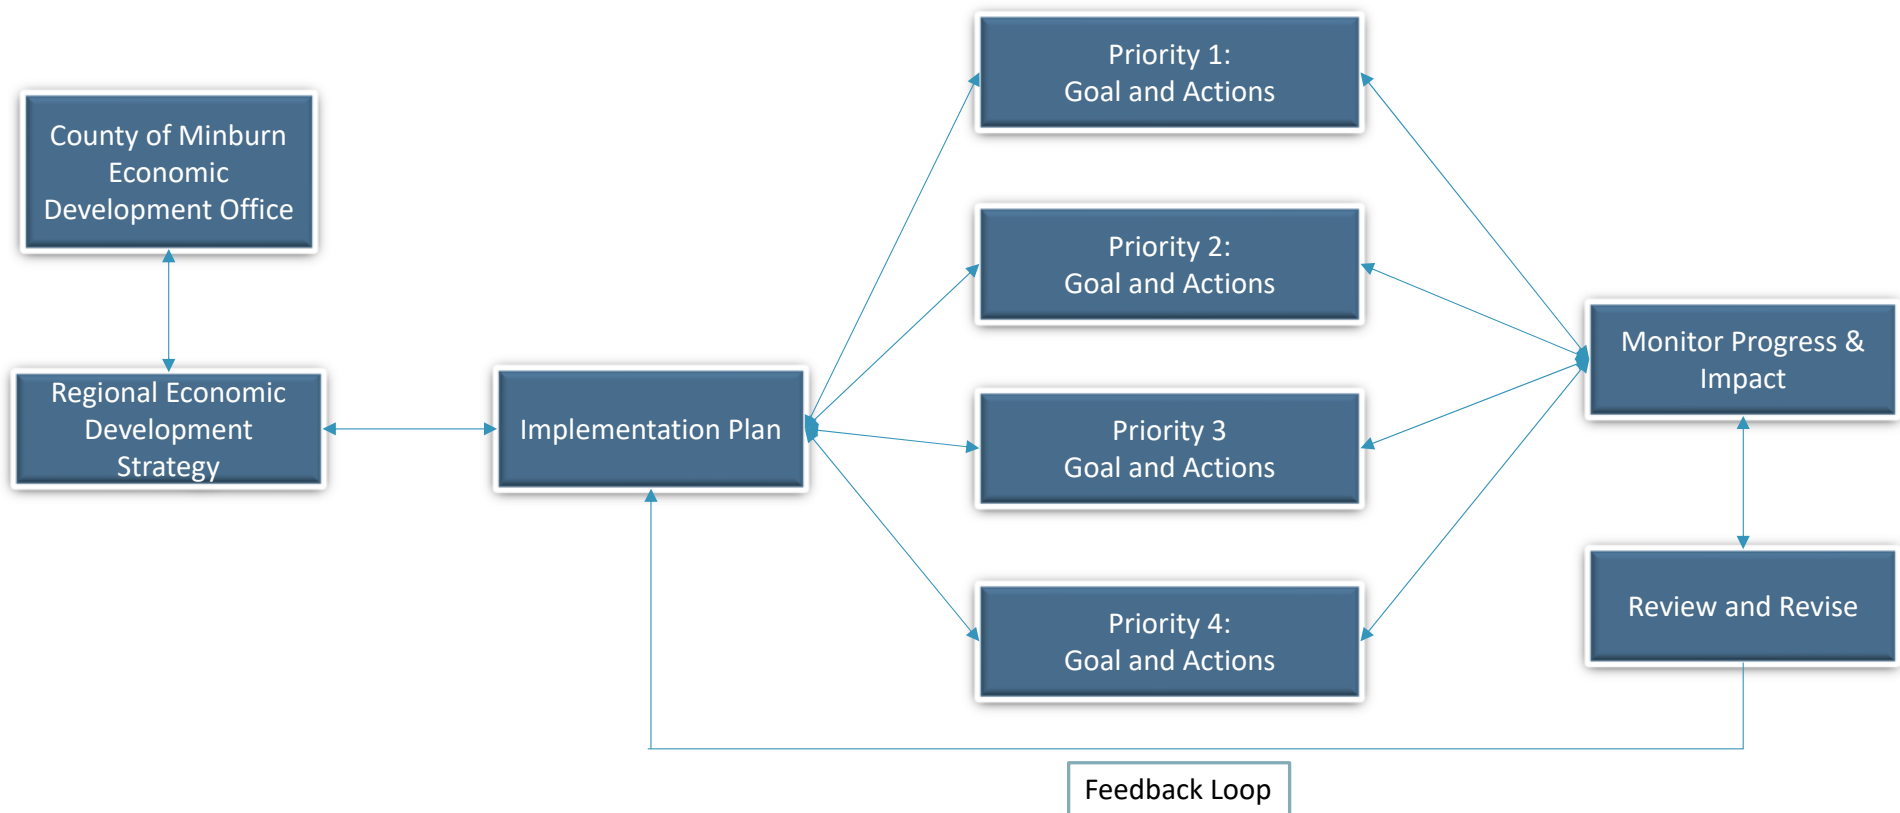 County of Minburn
Economic
Development Office
Regional Economic
Development
Strategy
Implementation Plan
Priority 1:
Goal and Actions
Priority 2:
Goal and Actions
Priority 3
Goal and Actions
Priority 4:
Goal and Actions
Monitor Progress &
Impact
Review and Revise
Feedback Loop